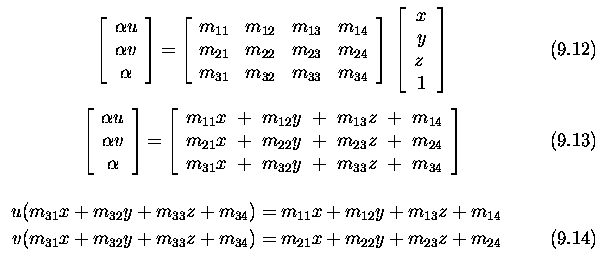 [αu αv α] = [m₁₁ m₁₂ m₁₃ m₁₄; m₂₁ m₂₂ m₂₃ m₂₄; m₃₁ m₃₂ m₃₃ m₃₄] [x y z 1] (9.12)
[αu αv α] = [m₁₁x + m₁₂y + m₁₃z + m₁₄; m₂₁x + m₂₂y + m₂₃z + m₂₄; m₃₁x + m₃₂y + m₃₃z + m₃₄] (9.13)
u(m₃₁x + m₃₂y + m₃₃z + m₃₄) = m₁₁x + m₁₂y + m₁₃z + m₁₄
v(m₃₁x + m₃₂y + m₃₃z + m₃₄) = m₂₁x + m₂₂y + m₂₃z + m₂₄ (9.14)